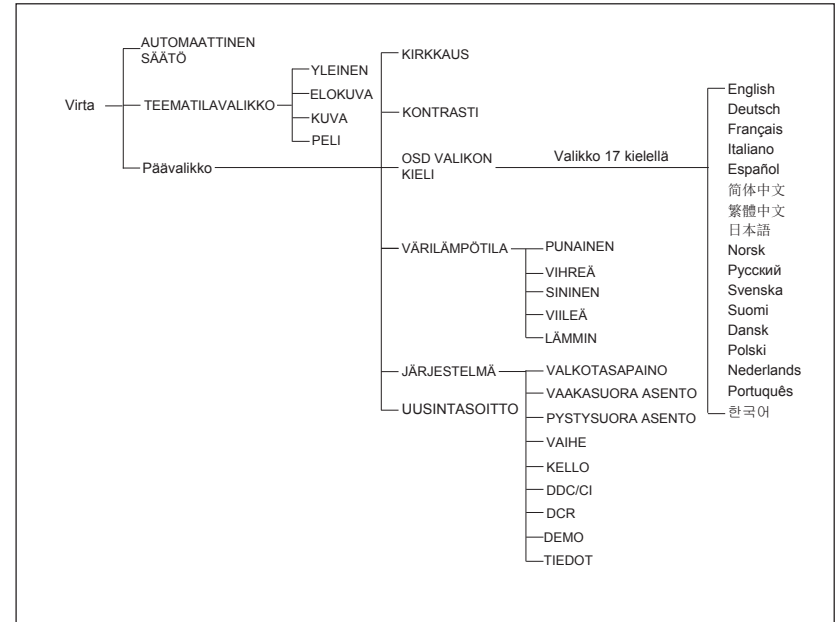 Virta
AUTOMAATTINEN
SÄÄTÖ
TEEMATILAVALIKKO
YLEINEN
ELOKUVA
KUVA
PELI
Päävalikko
KIRKKAUS
KONTRASTI
OSD VALIKON
KIELI
Valikko 17 kielellä
English
Deutsch
Français
Italiano
Español
简体中文
繁體中文
日本語
Norsk
Русский
Svenska
Suomi
Dansk
Polski
Nederlands
Portuquês
한국어
VÄRILÄMPÖTILA
PUNAINEN
VIHREÄ
SININEN
VIILEÄ
LÄMMIN
JÄRJESTELMÄ
VALKOTASAPAINO
VAAKASUORA ASENTO
PYSTYSUORA ASENTO
VAIHE
KELLO
DDC/CI
DCR
DEMO
TIEDOT
UUSINTASOITTO